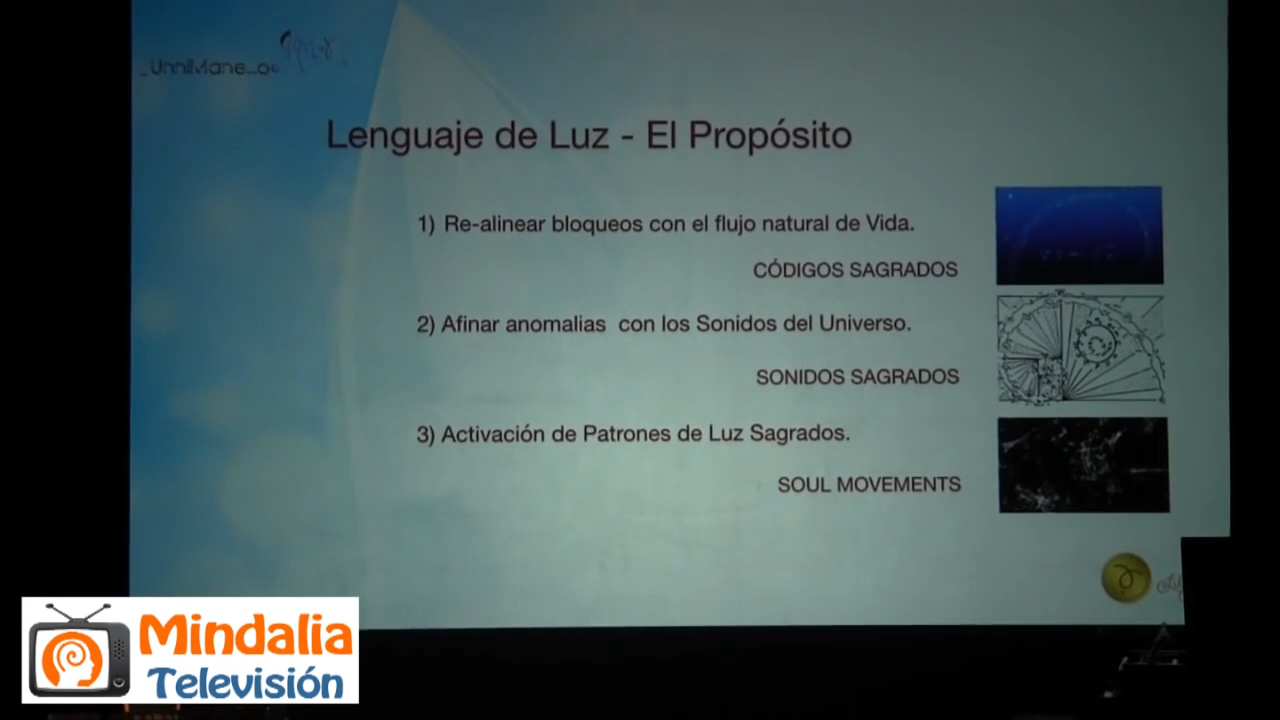 Lenguaje de Luz - El Propósito
1) Re-alinear bloqueos con el flujo natural de Vida.
CÓDIGOS SAGRADOS
2) Afinar anomalias con los Sonidos del Universo.
SONIDOS SAGRADOS
3) Activación de Patrones de Luz Sagrados.
SOUL MOVEMENTS
Mindalia
Televisión